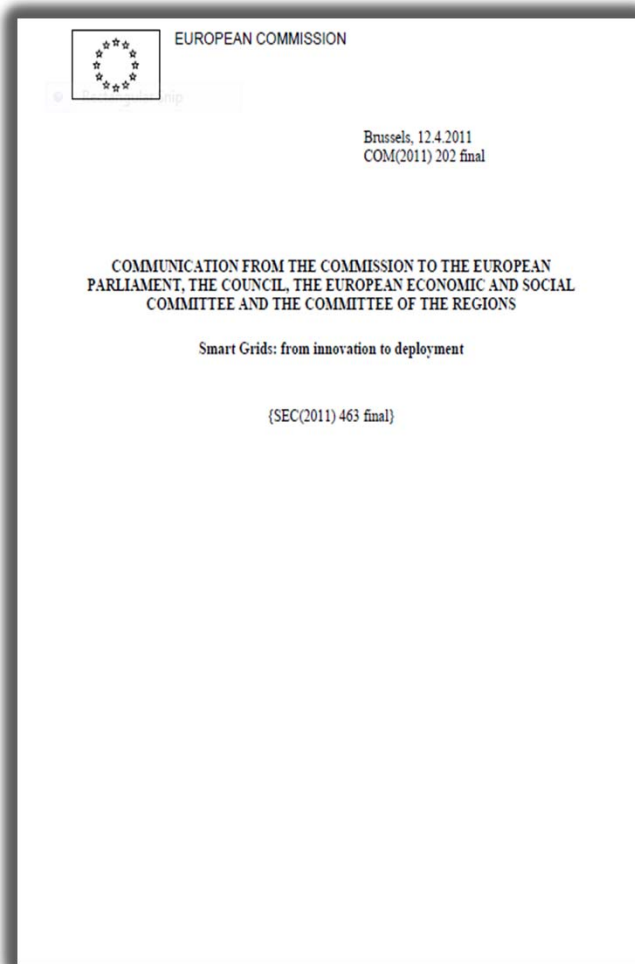 EUROPEAN COMMISSION
Rectangular Snip
Brussels, 12.4.2011
COM(2011) 202 final
COMMUNICATION FROM THE COMMISSION TO THE EUROPEAN
PARLIAMENT, THE COUNCIL, THE EUROPEAN ECONOMIC AND SOCIAL
COMMITTEE AND THE COMMITTEE OF THE REGIONS
Smart Grids: from innovation to deployment
{SEC(2011) 463 final}